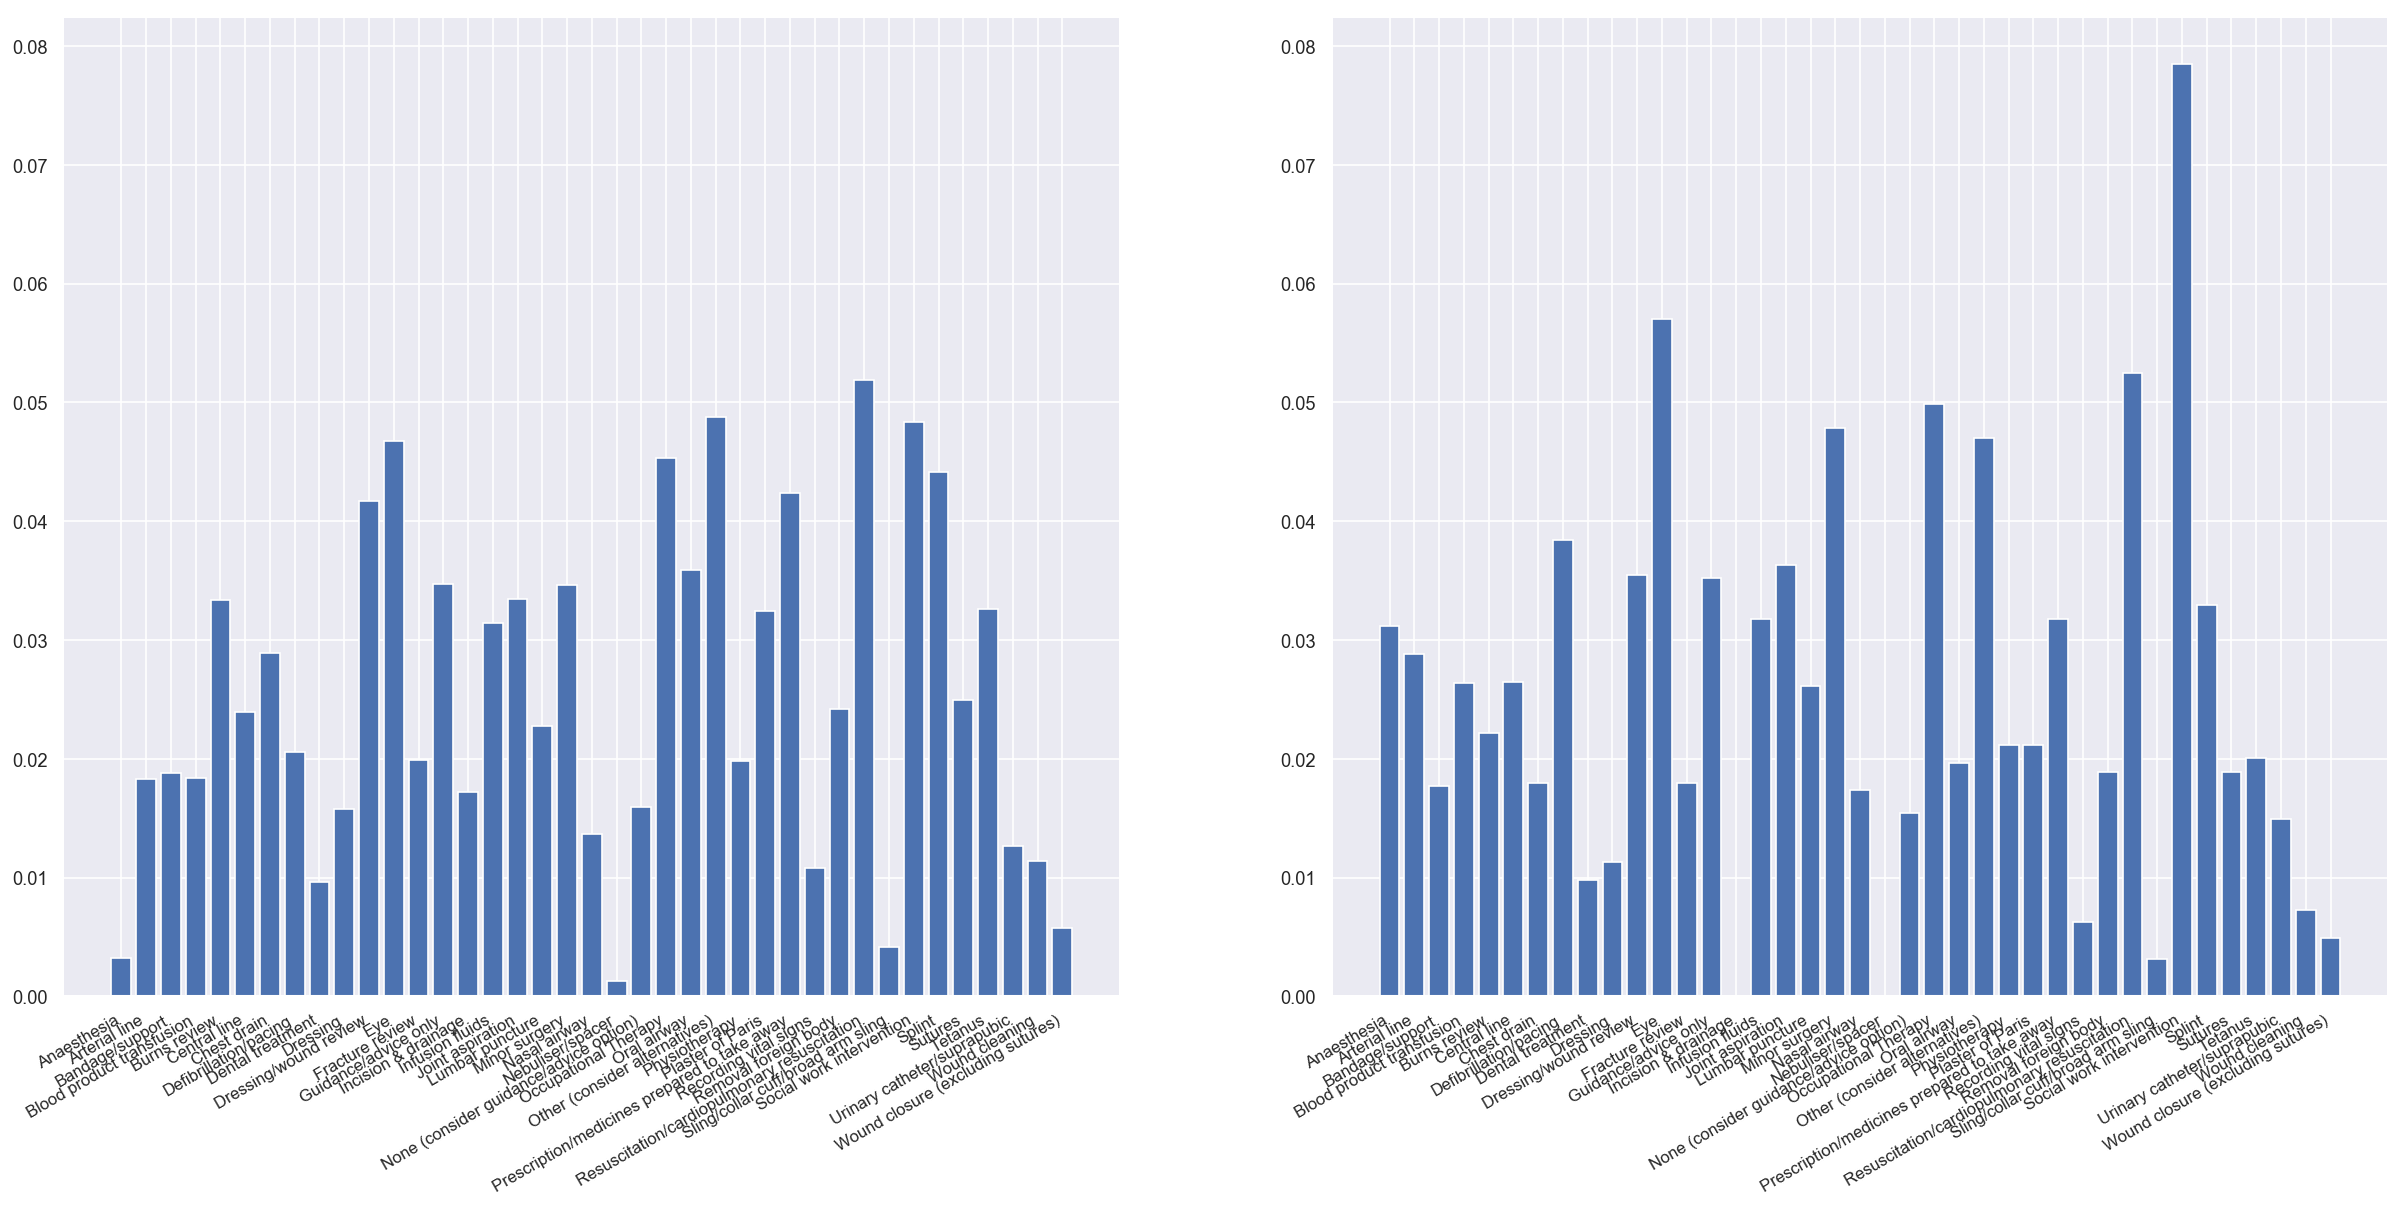 0.08
0.07
0.06
0.05
0.04
0.03
0.02
0.01
0.00
Anaesthesia
Arterial line
Bandage/support
Blood product transfusion
Burns review
Central line
Chest drain
Defibrillation/pacing
Dental treatment
Dressing
Dressing/wound review
Eye
Fracture review
Guidance/advice only
Incision & drainage
Infusion fluids
Joint aspiration
Lumbar puncture
Minor surgery
Nasal airway
Nebuliser/spacer
None (consider guidance/advice option)
Occupational Therapy
Oral airway
Other (consider alternatives)
Physiotherapy
Plaster of Paris
Prescription/medicines prepared to take away
Recording vital signs
Removal foreign body
Resuscitation/cardiopulmonary resuscitation
Sling/collar cuff/broad arm sling
Social work intervention
Splint
Sutures
Tetanus
Urinary catheter/suprapubic
Wound cleaning
Wound closure (excluding sutures)
0.08
0.07
0.06
0.05
0.04
0.03
0.02
0.01
0.00
Anaesthesia
Arterial line
Bandage/support
Blood product transfusion
Burns review
Central line
Chest drain
Defibrillation/pacing
Dental treatment
Dressing
Dressing/wound review
Eye
Fracture review
Guidance/advice only
Incision & drainage
Infusion fluids
Joint aspiration
Lumbar puncture
Minor surgery
Nasal airway
Nebuliser/spacer
None (consider guidance/advice option)
Occupational Therapy
Oral airway
Other (consider alternatives)
Physiotherapy
Plaster of Paris
Prescription/medicines prepared to take away
Recording vital signs
Removal foreign body
Resuscitation/cardiopulmonary resuscitation
Sling/collar cuff/broad arm sling
Social work intervention
Splint
Sutures
Tetanus
Urinary catheter/suprapubic
Wound cleaning
Wound closure (excluding sutures)